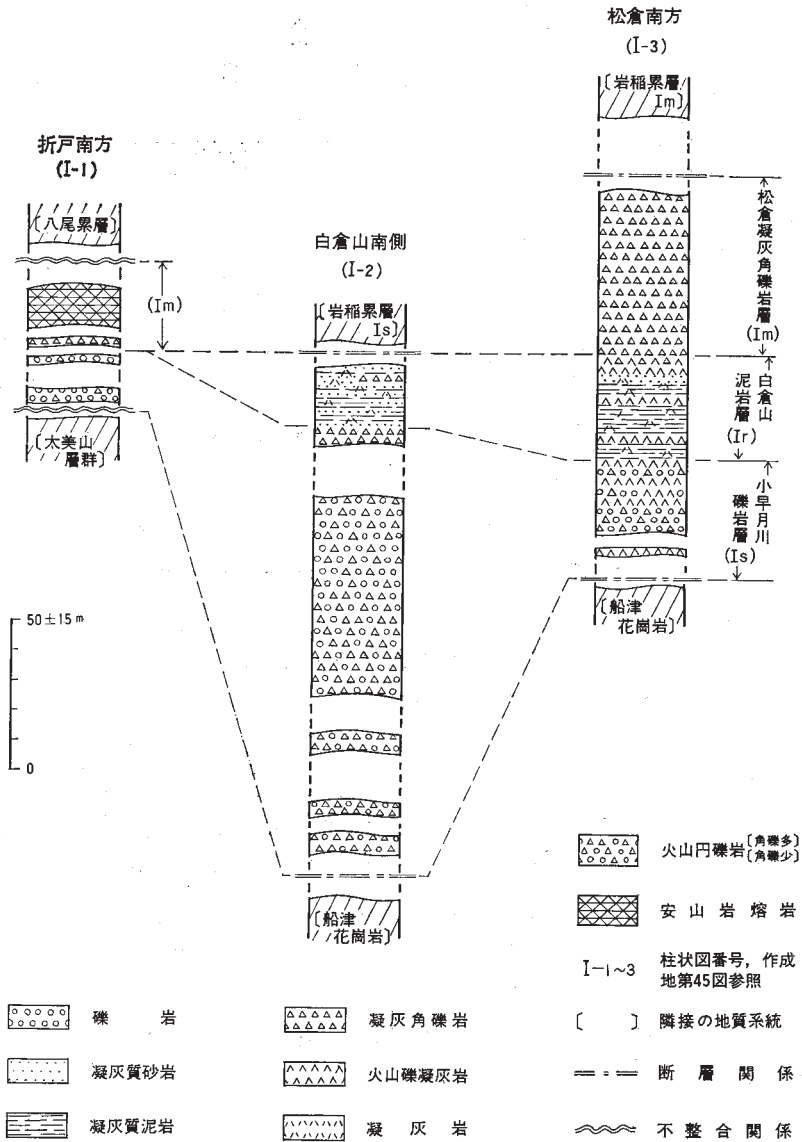 松倉南方
(I-3)
〔岩稲累層
Im〕
折戸南方
(I-1)
〔八尾累層〕
(Im)
〔太美山
層群〕
白倉山南側
(I-2)
〔岩稲累層
Is〕
〔船津
花崗岩〕
松倉凝灰角礫岩層
(Im)
白倉山
泥岩層
(Ir)
小早月川
礫岩層
(Is)
〔船津
花崗岩〕
50±15m
0
火山円礫岩〔角礫多〕〔角礫少〕
安山岩熔岩
I-1~3 柱状図番号，作成
地第45図参照
〔 〕 隣接の地質系統
断層関係
不整合関係
礫岩
凝灰質砂岩
凝灰質泥岩
凝灰角礫岩
火山礫凝灰岩
凝灰岩